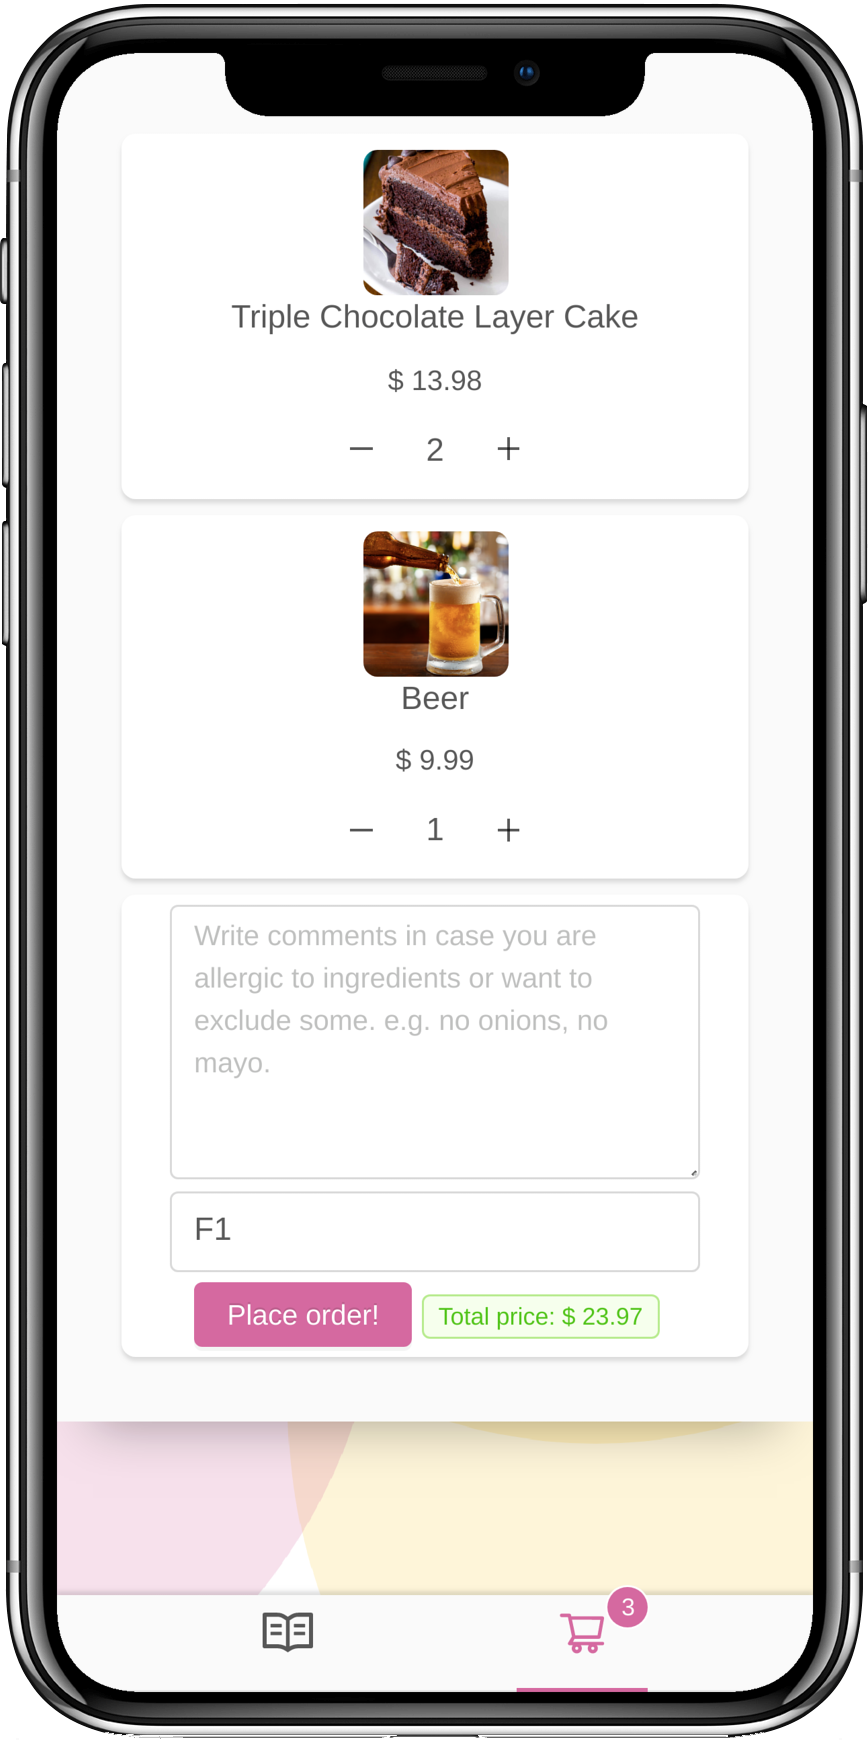 Triple Chocolate Layer Cake
$ 13.98
2
Beer
$ 9.99
1
Write comments in case you are
allergic to ingredients or want to
exclude some. e.g. no onions, no
mayo.
F1
Place order! Total price: $ 23.97
3